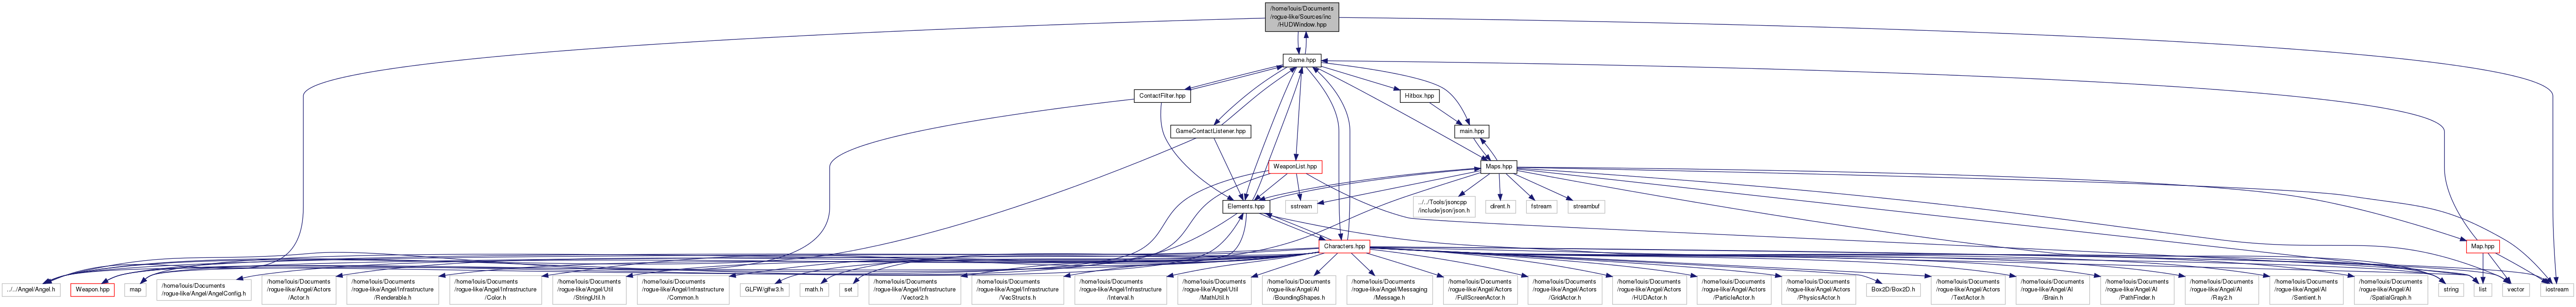 /home/louis/Documents
/rogue-like/Sources/inc
/HUDWindow.hpp
Game.hpp
ContactFilter.hpp
Hitbox.hpp
GameContactListener.hpp
main.hpp
WeaponList.hpp
Maps.hpp
Elements.hpp
sstream
../../Tools/jsoncpp
/include/json/json.h
dirent.h
fstream
streambuf
Characters.hpp
Map.hpp
../../Angel/Angel.h
Weapon.hpp
map
/home/louis/Documents
/rogue-like/Angel/AngelConfig.h
/home/louis/Documents
/rogue-like/Angel/Actors
/Actor.h
/home/louis/Documents
/rogue-like/Angel/Infrastructure
/Renderable.h
/home/louis/Documents
/rogue-like/Angel/Infrastructure
/Color.h
/home/louis/Documents
/rogue-like/Angel/Util
/StringUtil.h
/home/louis/Documents
/rogue-like/Angel/Infrastructure
/Common.h
GLFW/glfw3.h
math.h
set
/home/louis/Documents
/rogue-like/Angel/Infrastructure
/Vector2.h
/home/louis/Documents
/rogue-like/Angel/Infrastructure
/VecStructs.h
/home/louis/Documents
/rogue-like/Angel/Infrastructure
/Interval.h
/home/louis/Documents
/rogue-like/Angel/Util
/MathUtil.h
/home/louis/Documents
/rogue-like/Angel/AI
/BoundingShapes.h
/home/louis/Documents
/rogue-like/Angel/Messaging
/Message.h
/home/louis/Documents
/rogue-like/Angel/Actors
/FullScreenActor.h
/home/louis/Documents
/rogue-like/Angel/Actors
/GridActor.h
/home/louis/Documents
/rogue-like/Angel/Actors
/HUDActor.h
/home/louis/Documents
/rogue-like/Angel/Actors
/ParticleActor.h
/home/louis/Documents
/rogue-like/Angel/Actors
/PhysicsActor.h
Box2D/Box2D.h
/home/louis/Documents
/rogue-like/Angel/Actors
/TextActor.h
/home/louis/Documents
/rogue-like/Angel/AI
/Brain.h
/home/louis/Documents
/rogue-like/Angel/AI
/PathFinder.h
/home/louis/Documents
/rogue-like/Angel/AI
/Ray2.h
/home/louis/Documents
/rogue-like/Angel/AI
/Sentient.h
/home/louis/Documents
/rogue-like/Angel/AI
/SpatialGraph.h
string
list
vector
iostream